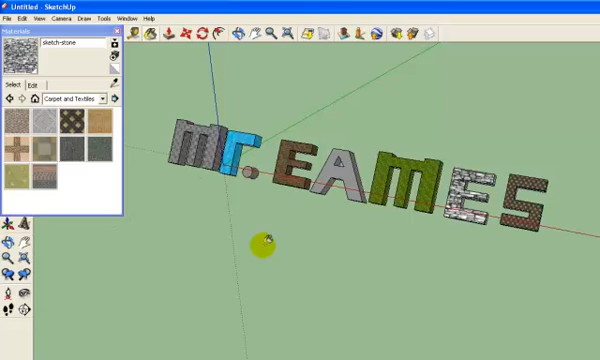 Untitled - SketchUp
File Edit View Camera Draw Tools Window Help
Materials
sketch-stone
Select Edit
Carpet and Textiles
Mr. EAMES